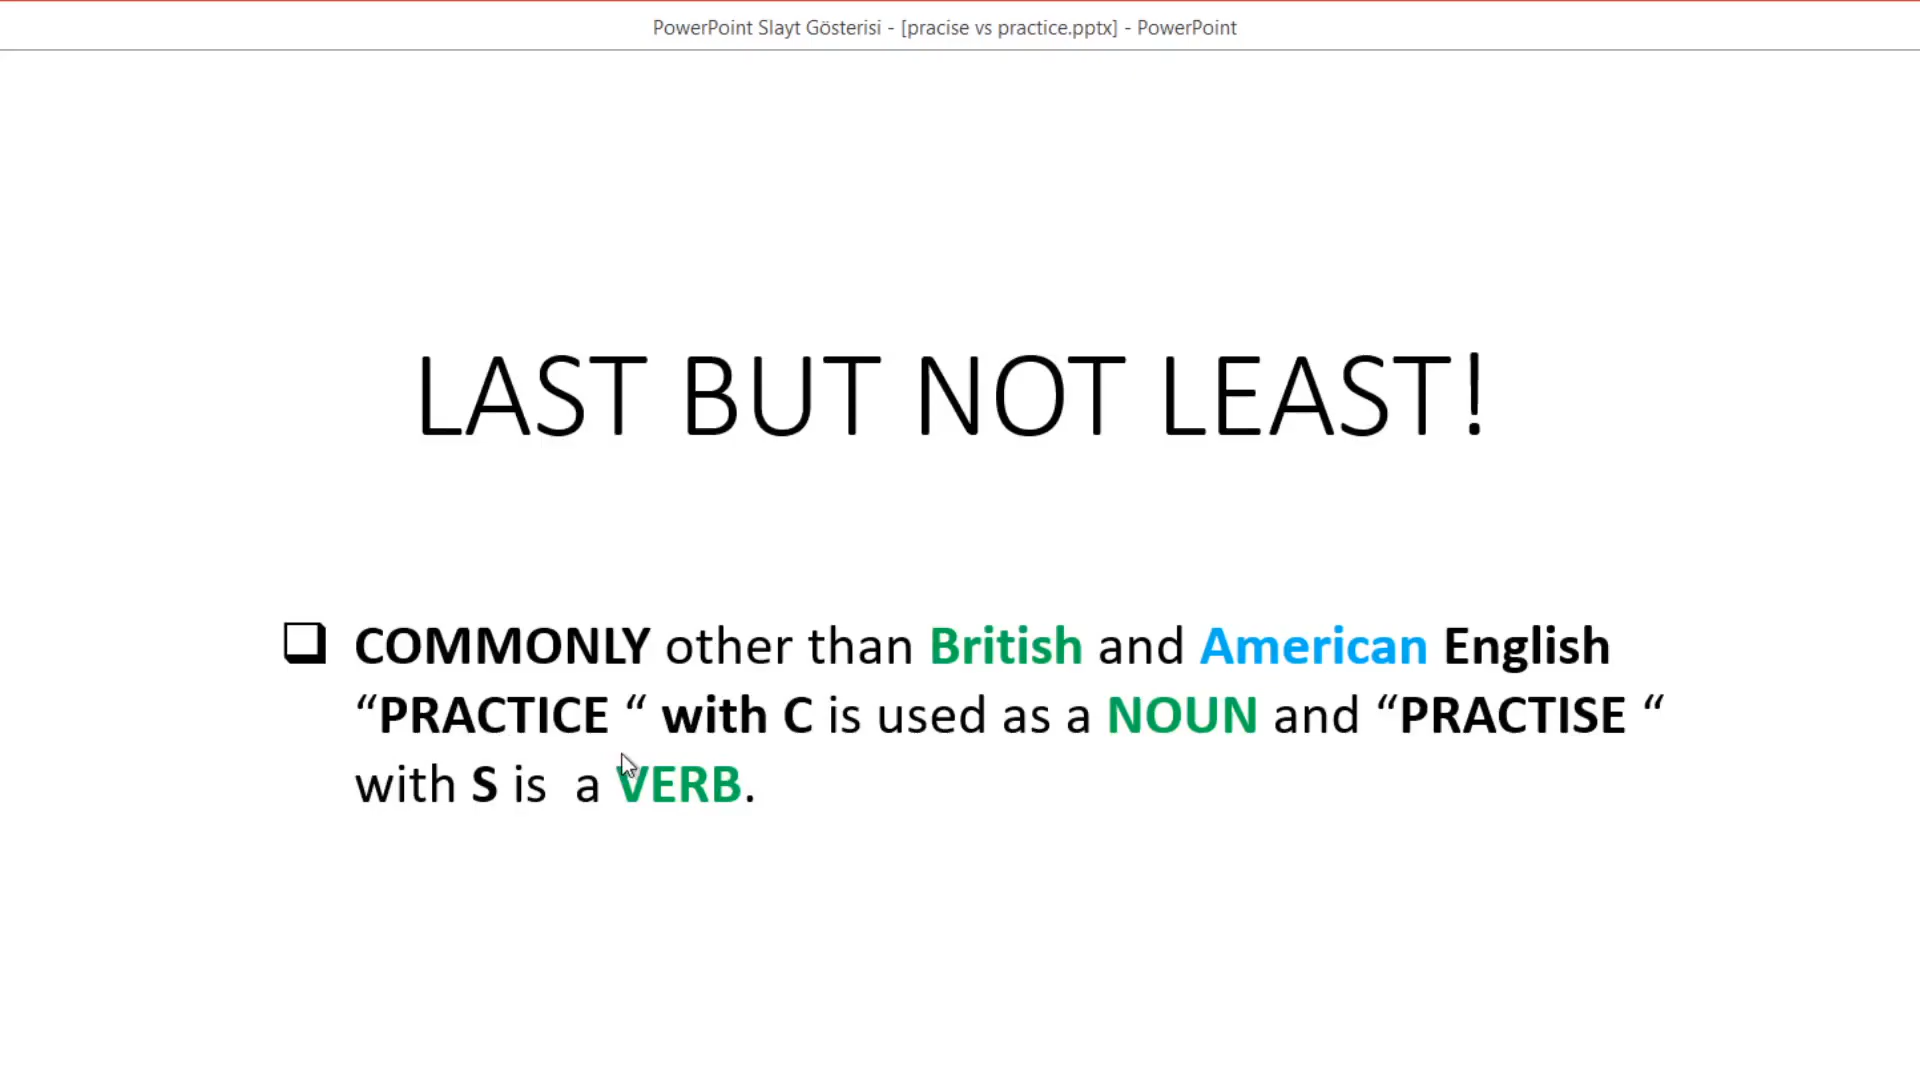 PowerPoint Slayt Gösterisi - [pracise vs practice.pptx] - PowerPoint
LAST BUT NOT LEAST!
COMMONLY other than British and American English
“PRACTICE “ with C is used as a NOUN and “PRACTISE “
with S is  a VERB.